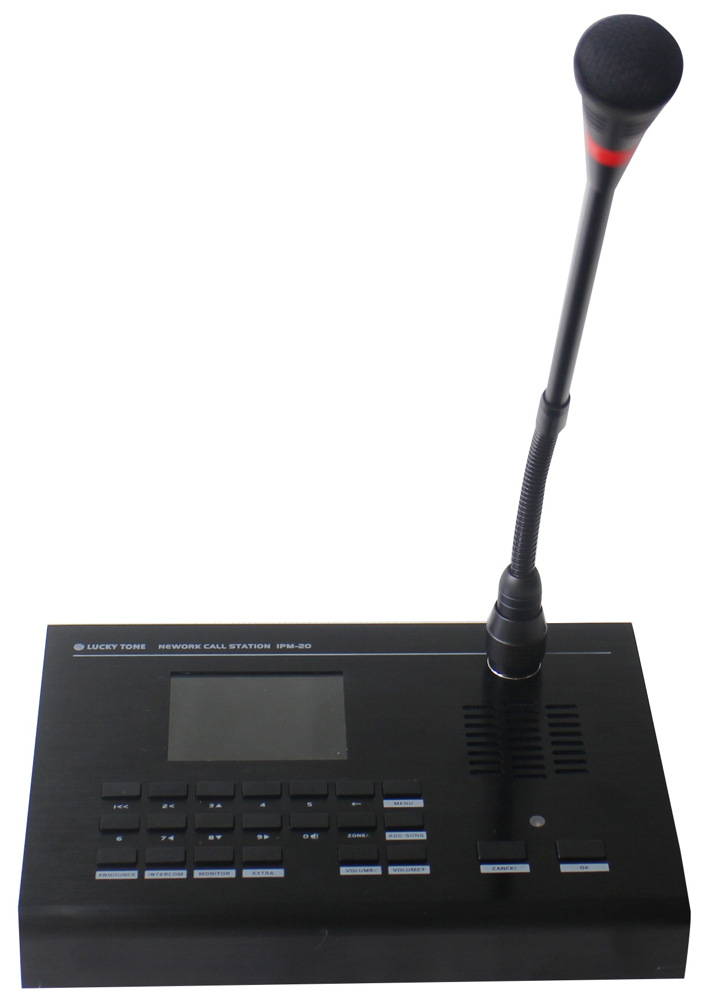 LUCKY TONE NEWORK CALL STATION IPM-20
1<< 2< 3▲ 4 5 ← MENU
6 7◀ 8▼ 9▶ 0 ZONE/. ADD SONG
ANNOUNCE INTERCOM MONITOR EXTRA VOLUME- VOLUME+ CANCEL OK